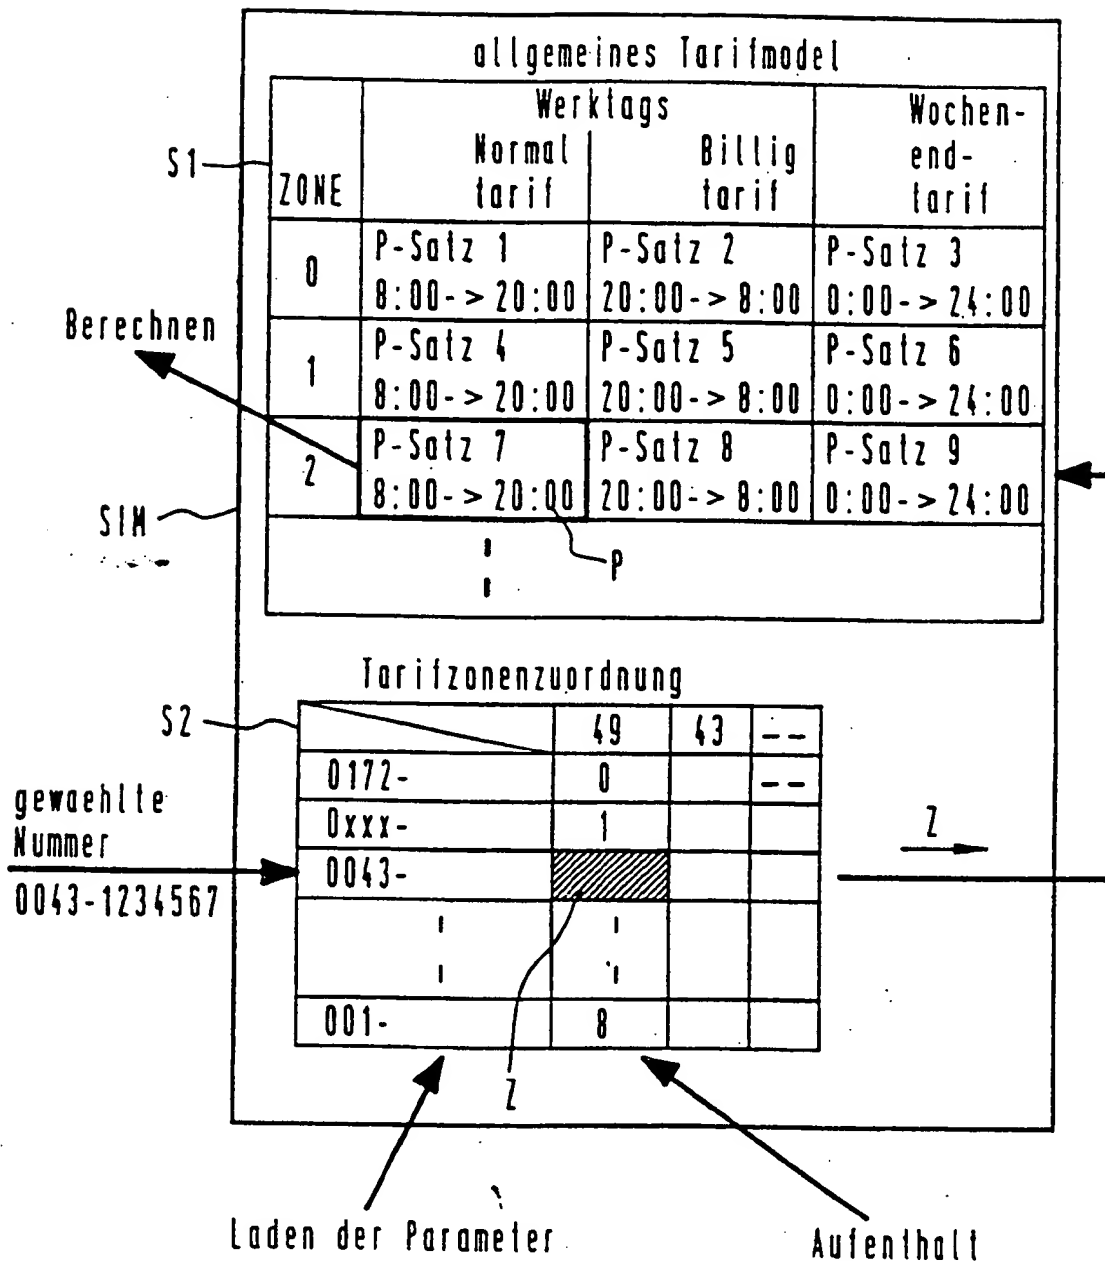 allgemeines Tarifmodel
Werktags
Wochen-
end-
tarif
Normal
tarif
Billig
tarif
S1
ZONE
0
P-Satz 1
8:00->20:00
P-Satz 2
20:00->8:00
P-Satz 3
0:00->24:00
Berechnen
1
P-Satz 4
8:00->20:00
P-Satz 5
20:00->8:00
P-Satz 6
0:00->24:00
2
P-Satz 7
8:00->20:00
P-Satz 8
20:00->8:00
P-Satz 9
0:00->24:00
SIM
P
Tarifzonenzuordnung
S2
49 43 --
0172- 0 --
0xxx- 1
gewaehlte
Nummer
0043-1234567
0043-
Z
001- 8
Z
Laden der Parameter
Aufenthalt